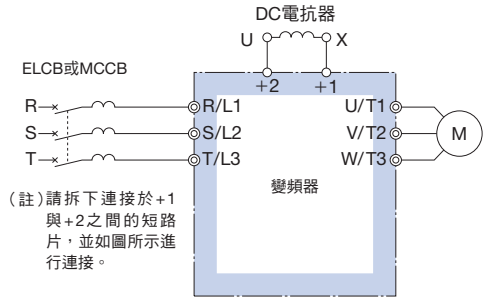 DC電抗器
U X
+2 +1
ELCB或MCCB
R R/L1 U/T1
S S/L2 V/T2 M
T T/L3 W/T3
變頻器
(註)請拆下連接於+1
與+2之間的短路
片，並如圖所示進
行連接。